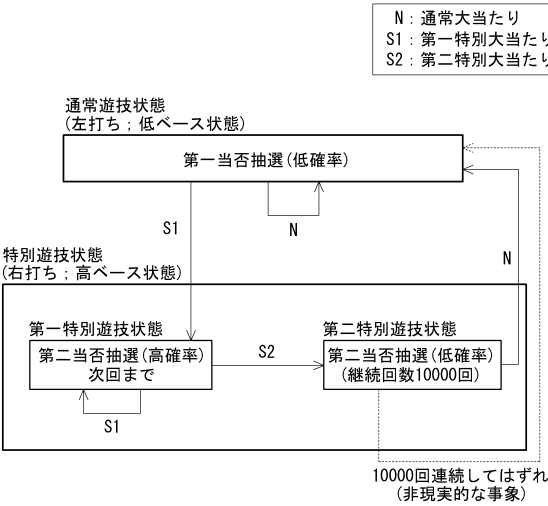 N：通常大当たり
S1：第一特別大当たり
S2：第二特別大当たり
通常遊技状態
(左打ち；低ベース状態)
第一当否抽選(低確率)
S1
N
N
特別遊技状態
(右打ち；高ベース状態)
第一特別遊技状態
第二当否抽選(高確率)
次回まで
S1
S2
第二特別遊技状態
第二当否抽選(低確率)
(継続回数10000回)
10000回連続してはずれ
(非現実的な事象)